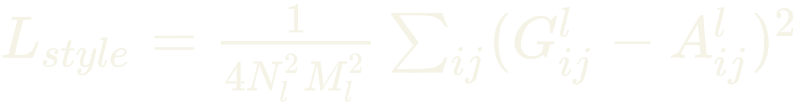 L_{style} = \frac{1}{4N_l^2 M_l^2} \sum_{ij} (G_{ij}^l - A_{ij}^l)^2